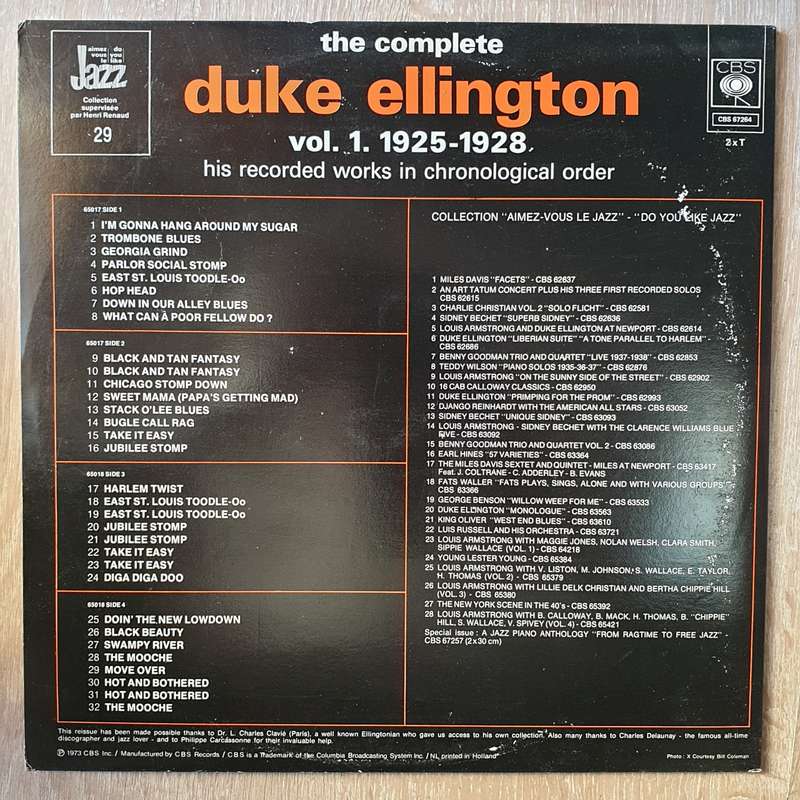 aimez do
vous you
le like
Jazz
Collection
supervisée
par Henri Renaud
29
the complete
duke ellington
vol. 1. 1925-1928
his recorded works in chronological order
CBS
CBS 67264
2 x T
65017 SIDE 1
1 I'M GONNA HANG AROUND MY SUGAR
2 TROMBONE BLUES
3 GEORGIA GRIND
4 PARLOR SOCIAL STOMP
5 EAST ST. LOUIS TOODLE-Oo
6 HOP HEAD
7 DOWN IN OUR ALLEY BLUES
8 WHAT CAN À POOR FELLOW DO ?
65017 SIDE 2
9 BLACK AND TAN FANTASY
10 BLACK AND TAN FANTASY
11 CHICAGO STOMP DOWN
12 SWEET MAMA (PAPA'S GETTING MAD)
13 STACK O'LEE BLUES
14 BUGLE CALL RAG
15 TAKE IT EASY
16 JUBILEE STOMP
65018 SIDE 3
17 HARLEM TWIST
18 EAST ST. LOUIS TOODLE-Oo
19 EAST ST. LOUIS TOODLE-Oo
20 JUBILEE STOMP
21 JUBILEE STOMP
22 TAKE IT EASY
23 TAKE IT EASY
24 DIGA DIGA DOO
65018 SIDE 4
25 DOIN' THE NEW LOWDOWN
26 BLACK BEAUTY
27 SWAMPY RIVER
28 THE MOOCHE
29 MOVE OVER
30 HOT AND BOTHERED
31 HOT AND BOTHERED
32 THE MOOCHE
COLLECTION "AIMEZ-VOUS LE JAZZ" - "DO YOU LIKE JAZZ"
1 MILES DAVIS "FACETS" - CBS 62637
2 AN ART TATUM CONCERT PLUS HIS THREE FIRST RECORDED SOLOS
CBS 62615
3 CHARLIE CHRISTIAN VOL. 2 "SOLO FLICHT" - CBS 62581
4 SIDNEY BECHET "SUPERB SIDNEY" - CBS 62636
5 LOUIS ARMSTRONG AND DUKE ELLINGTON AT NEWPORT - CBS 62614
6 DUKE ELLINGTON "LIBERIAN SUITE" "A TONE PARALLEL TO HARLEM"
CBS 62686
7 BENNY GOODMAN TRIO AND QUARTET "LIVE 1937-1938" - CBS 62853
8 TEDDY WILSON "PIANO SOLOS 1935-36-37" - CBS 62876
9 LOUIS ARMSTRONG "ON THE SUNNY SIDE OF THE STREET" - CBS 62902
10 16 CAB CALLOWAY CLASSICS - CBS 62950
11 DUKE ELLINGTON "PRIMPING FOR THE PROM" - CBS 62993
12 DJANGO REINHARDT WITH THE AMERICAN ALL STARS - CBS 63052
13 SIDNEY BECHET "UNIQUE SIDNEY" - CBS 63093
14 LOUIS ARMSTRONG - SIDNEY BECHET WITH THE CLARENCE WILLIAMS BLUE
FIVE - CBS 63092
15 BENNY GOODMAN TRIO AND QUARTET VOL. 2 - CBS 63086
16 EARL HINES "57 VARIETIES" - CBS 63364
17 THE MILES DAVIS SEXTET AND QUINTET - MILES AT NEWPORT - CBS 63417
Feat. J. COLTRANE - C. ADDERLEY - B. EVANS
18 FATS WALLER "FATS PLAYS, SINGS, ALONE AND WITH VARIOUS GROUPS"
CBS 63366
19 GEORGE BENSON "WILLOW WEEP FOR ME" - CBS 63533
20 DUKE ELLINGTON "MONOLOGUE" - CBS 63563
21 KING OLIVER "WEST END BLUES" - CBS 63610
22 LUIS RUSSELL AND HIS ORCHESTRA - CBS 63721
23 LOUIS ARMSTRONG WITH MAGGIE JONES, NOLAN WELSH, CLARA SMITH,
SIPPIE WALLACE (VOL. 1) - CBS 64218
24 YOUNG LESTER YOUNG - CBS 65384
25 LOUIS ARMSTRONG WITH V. LISTON, M. JOHNSON, S. WALLACE, E. TAYLOR,
H. THOMAS (VOL. 2) - CBS 65379
26 LOUIS ARMSTRONG WITH LILLIE DELK CHRISTIAN AND BERTHA CHIPPIE HILL
(VOL. 3) - CBS 65380
27 THE NEW YORK SCENE IN THE 40's - CBS 65392
28 LOUIS ARMSTRONG WITH B. CALLOWAY, B. MACK, H. THOMAS, B. "CHIPPIE"
HILL, S. WALLACE, V. SPIVEY (VOL. 4) - CBS 65421
Special issue : A JAZZ PIANO ANTHOLOGY "FROM RAGTIME TO FREE JAZZ" -
CBS 67257 (2 x 30 cm)
This reissue has been made possible thanks to Dr. L. Charles Clavié (Paris), a well known Ellingtonian who gave us access to his own collection. Also many thanks to Charles Delaunay - the famous all-time
discographer and jazz lover - and to Philippe Carcassonne for their invaluable help.
℗ 1973 CBS Inc. / Manufactured by CBS Records / CBS is a Trademark of the Columbia Broadcasting System Inc. / NL printed in Holland
Photo : X Courtesy Bill Coleman